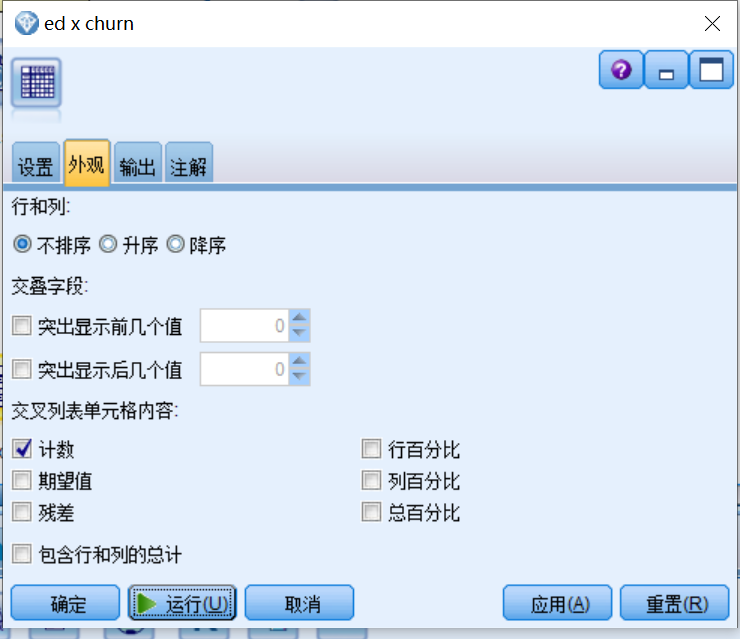 ed x churn
设置 外观 输出 注解
行和列:
不排序 升序 降序
交叠字段:
突出显示前几个值 0
突出显示后几个值 0
交叉列表单元格内容:
计数 行百分比
期望值 列百分比
残差 总百分比
包含行和列的总计
确定 运行(U) 取消 应用(A) 重置(R)